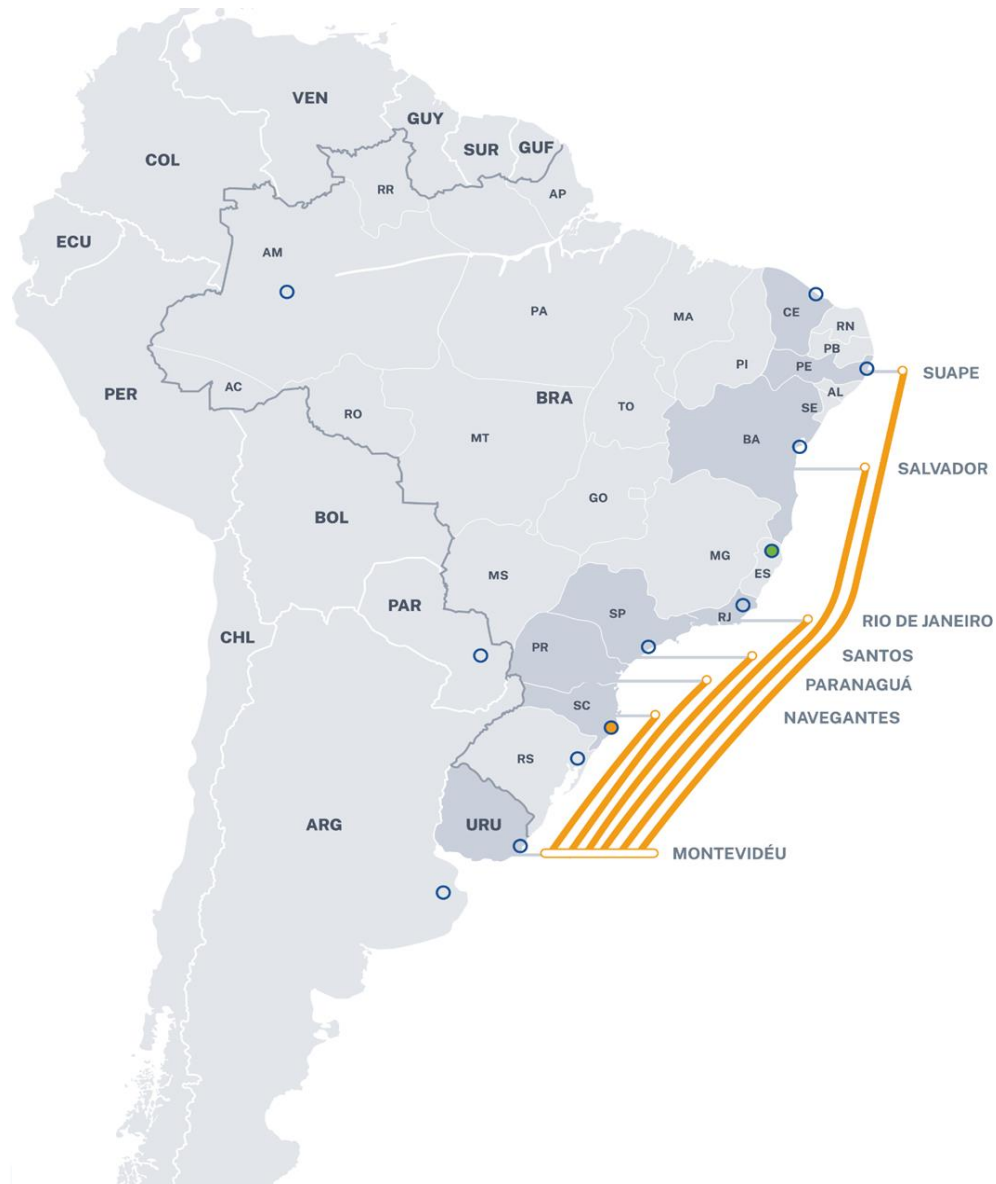 VEN
GUY
SUR
GUF
COL
RR
AP
ECU
AM
PA
MA
CE
RN
PB
PI
PE
SUAPE
PER
AC
BRA
AL
RO
TO
SE
MT
BA
SALVADOR
GO
BOL
MG
MS
ES
PAR
SP
RJ
RIO DE JANEIRO
CHL
PR
SANTOS
PARANAGUÁ
SC
NAVEGANTES
RS
ARG
URU
MONTEVIDÉU